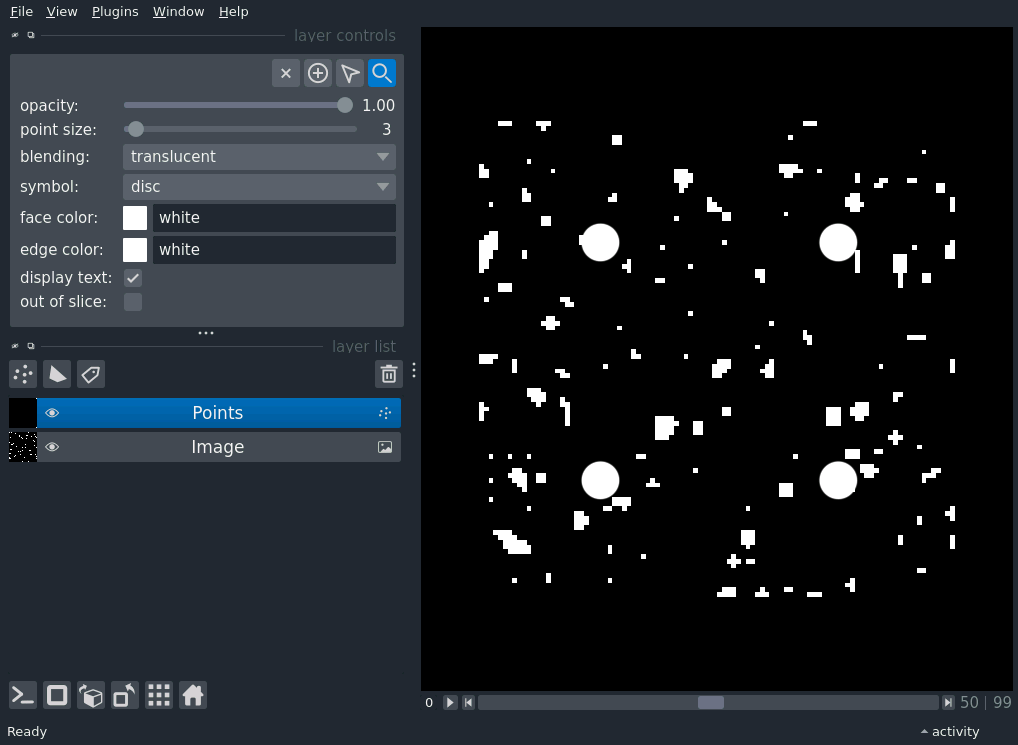 File View Plugins Window Help
layer controls
opacity: 1.00
point size: 3
blending: translucent
symbol: disc
face color: white
edge color: white
display text:
out of slice:
layer list
Points
Image
0 50 | 99
Ready activity